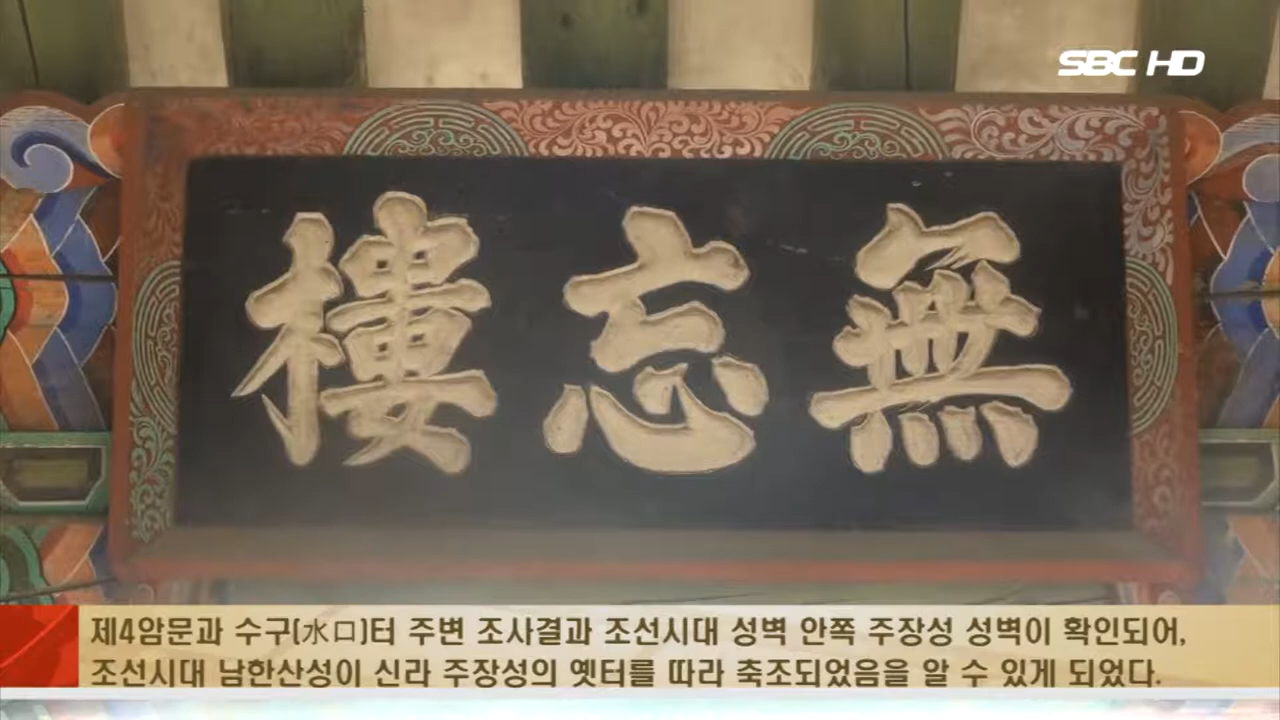 SBC HD
無忘樓
제4암문과 수구(水口)터 주변 조사결과 조선시대 성벽 안쪽 주장성 성벽이 확인되어,
조선시대 남한산성이 신라 주장성의 옛터를 따라 축조되었음을 알 수 있게 되었다.